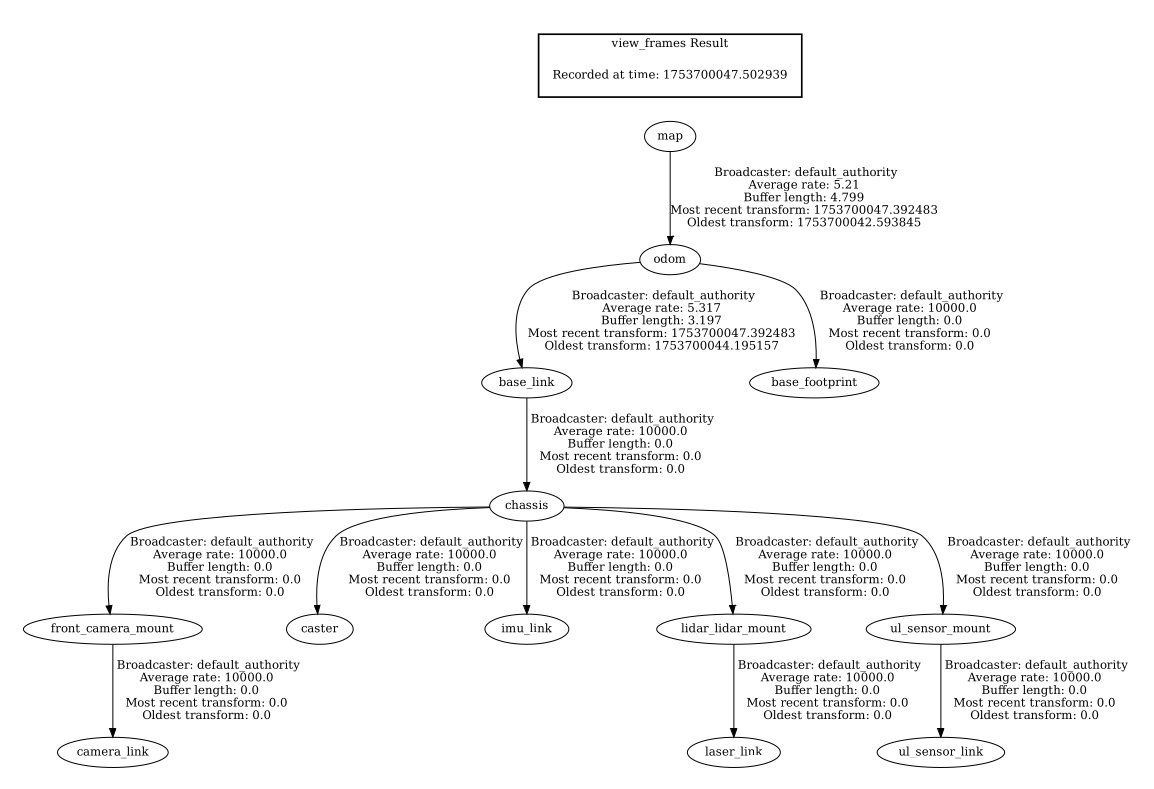 view_frames Result
Recorded at time: 1753700047.502939
map
Broadcaster: default_authority
Average rate: 5.21
Buffer length: 4.799
Most recent transform: 1753700047.392483
Oldest transform: 1753700042.593845
odom
Broadcaster: default_authority
Average rate: 5.317
Buffer length: 3.197
Most recent transform: 1753700047.392483
Oldest transform: 1753700044.195157
Broadcaster: default_authority
Average rate: 10000.0
Buffer length: 0.0
Most recent transform: 0.0
Oldest transform: 0.0
base_link
base_footprint
Broadcaster: default_authority
Average rate: 10000.0
Buffer length: 0.0
Most recent transform: 0.0
Oldest transform: 0.0
chassis
Broadcaster: default_authority
Average rate: 10000.0
Buffer length: 0.0
Most recent transform: 0.0
Oldest transform: 0.0
Broadcaster: default_authority
Average rate: 10000.0
Buffer length: 0.0
Most recent transform: 0.0
Oldest transform: 0.0
Broadcaster: default_authority
Average rate: 10000.0
Buffer length: 0.0
Most recent transform: 0.0
Oldest transform: 0.0
Broadcaster: default_authority
Average rate: 10000.0
Buffer length: 0.0
Most recent transform: 0.0
Oldest transform: 0.0
Broadcaster: default_authority
Average rate: 10000.0
Buffer length: 0.0
Most recent transform: 0.0
Oldest transform: 0.0
front_camera_mount
caster
imu_link
lidar_lidar_mount
ul_sensor_mount
Broadcaster: default_authority
Average rate: 10000.0
Buffer length: 0.0
Most recent transform: 0.0
Oldest transform: 0.0
Broadcaster: default_authority
Average rate: 10000.0
Buffer length: 0.0
Most recent transform: 0.0
Oldest transform: 0.0
Broadcaster: default_authority
Average rate: 10000.0
Buffer length: 0.0
Most recent transform: 0.0
Oldest transform: 0.0
camera_link
laser_link
ul_sensor_link